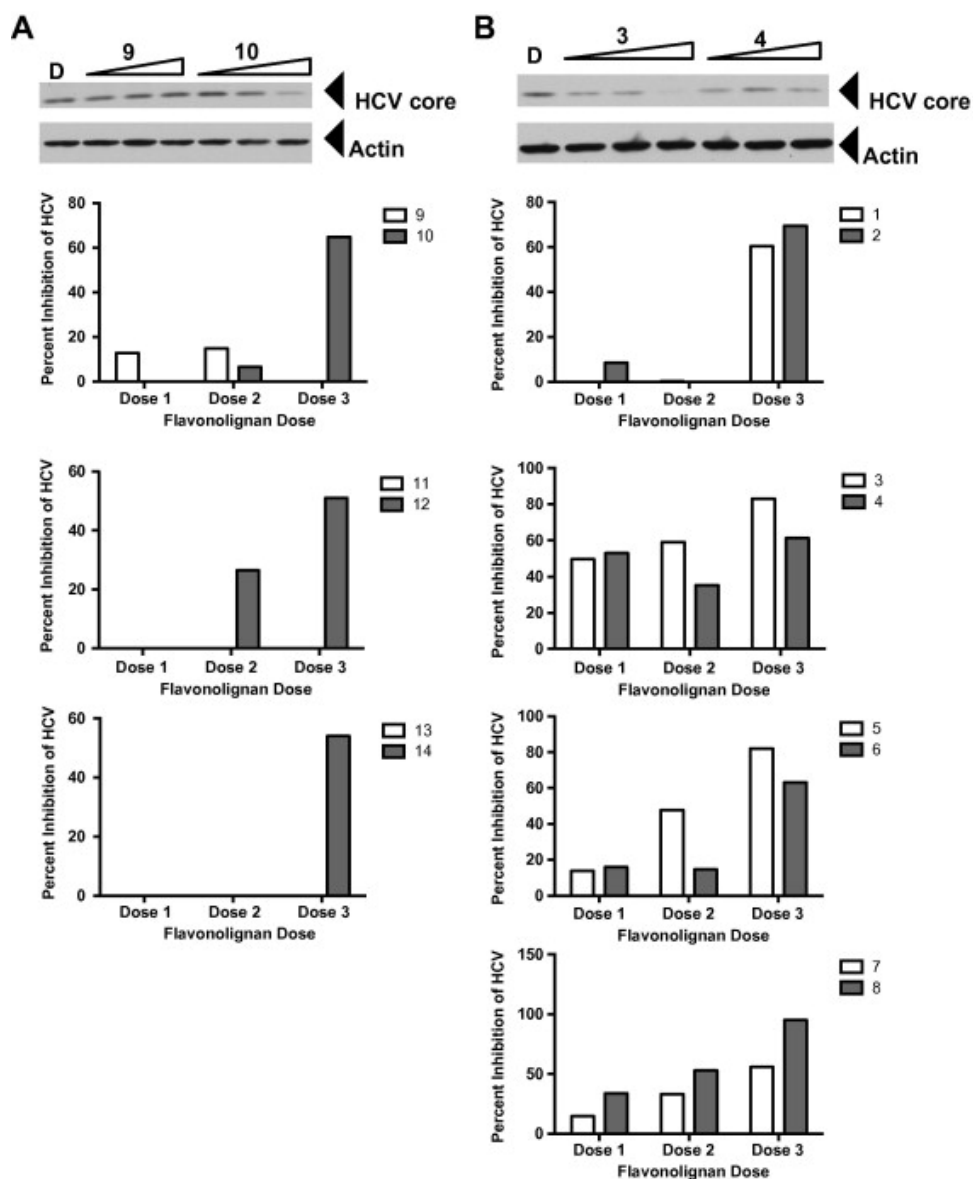 A
9 10
D
HCV core
Actin
Percent Inhibition of HCV
80
60
40
20
0
Dose 1 Dose 2 Dose 3
Flavonolignan Dose
9
10
Percent Inhibition of HCV
60
40
20
0
Dose 1 Dose 2 Dose 3
Flavonolignan Dose
11
12
Percent Inhibition of HCV
60
40
20
0
Dose 1 Dose 2 Dose 3
Flavonolignan Dose
13
14
B
3 4
D
HCV core
Actin
Percent Inhibition of HCV
80
60
40
20
0
Dose 1 Dose 2 Dose 3
Flavonolignan Dose
1
2
Percent Inhibition of HCV
100
80
60
40
20
0
Dose 1 Dose 2 Dose 3
Flavonolignan Dose
3
4
Percent Inhibition of HCV
100
80
60
40
20
0
Dose 1 Dose 2 Dose 3
Flavonolignan Dose
5
6
Percent Inhibition of HCV
150
100
50
0
Dose 1 Dose 2 Dose 3
Flavonolignan Dose
7
8